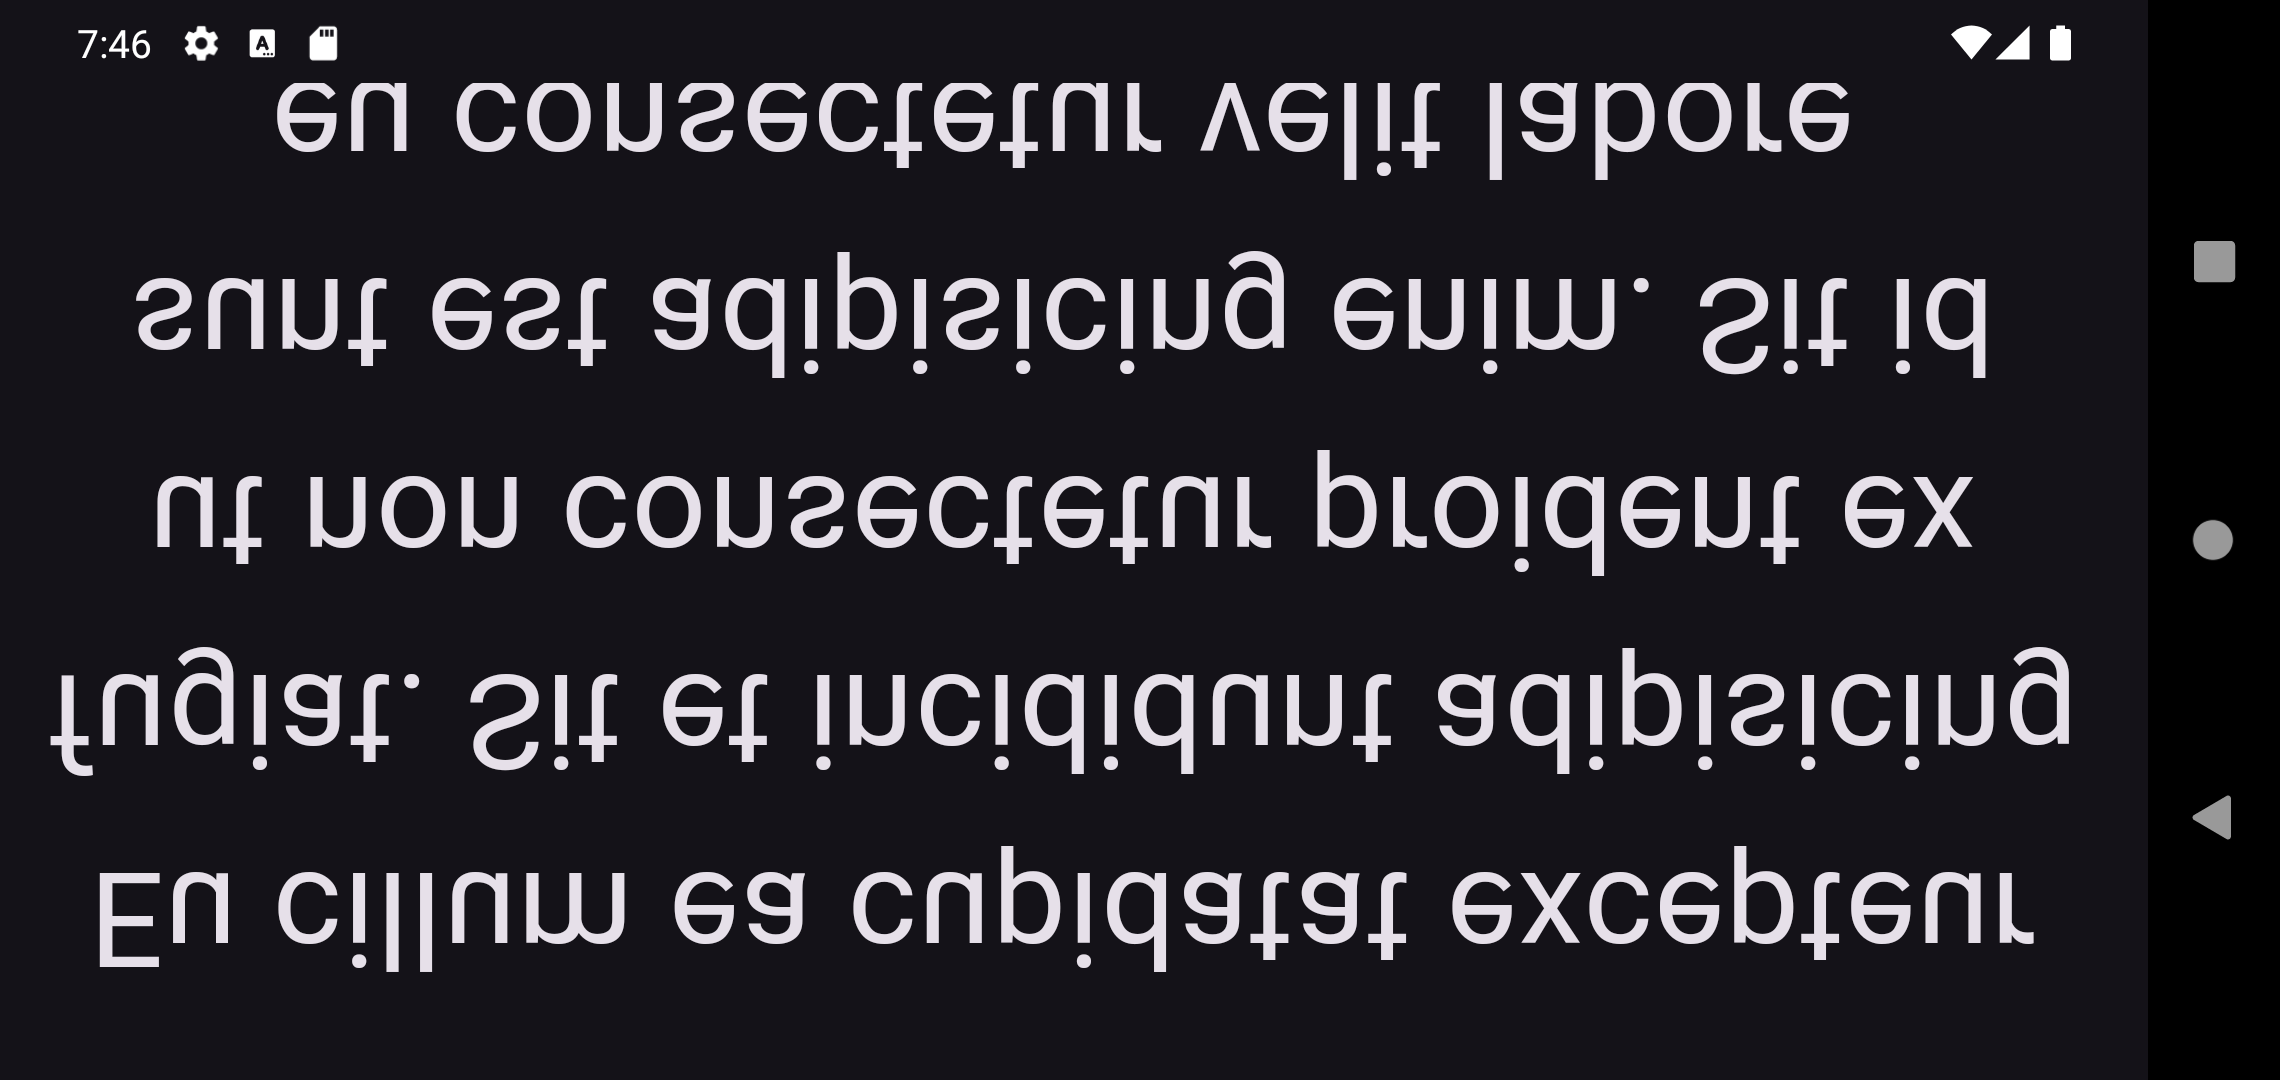 7:46
Eu cillum ea cupidatat excepteur
fugiat. Sit et incididunt adipisicing
ut non consectetur proident ex
sunt est adipisicing enim. Sit id
eu consectetur velit labore